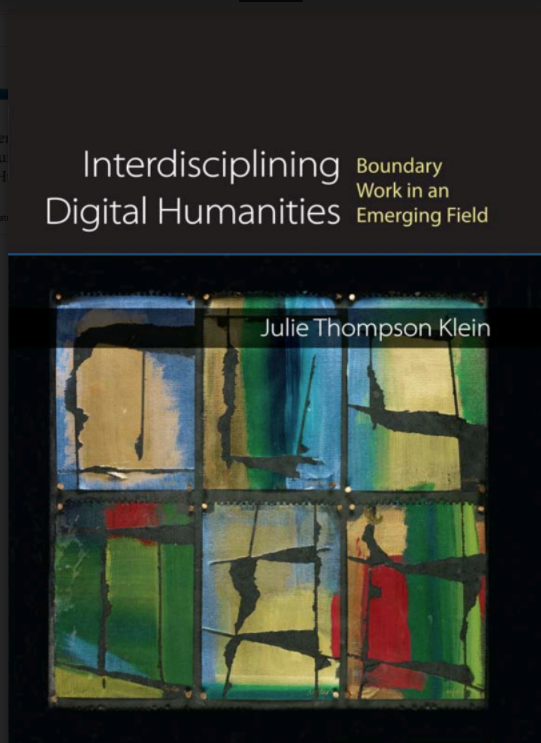 Interdisciplining
Digital Humanities
Boundary
Work in an
Emerging Field
Julie Thompson Klein